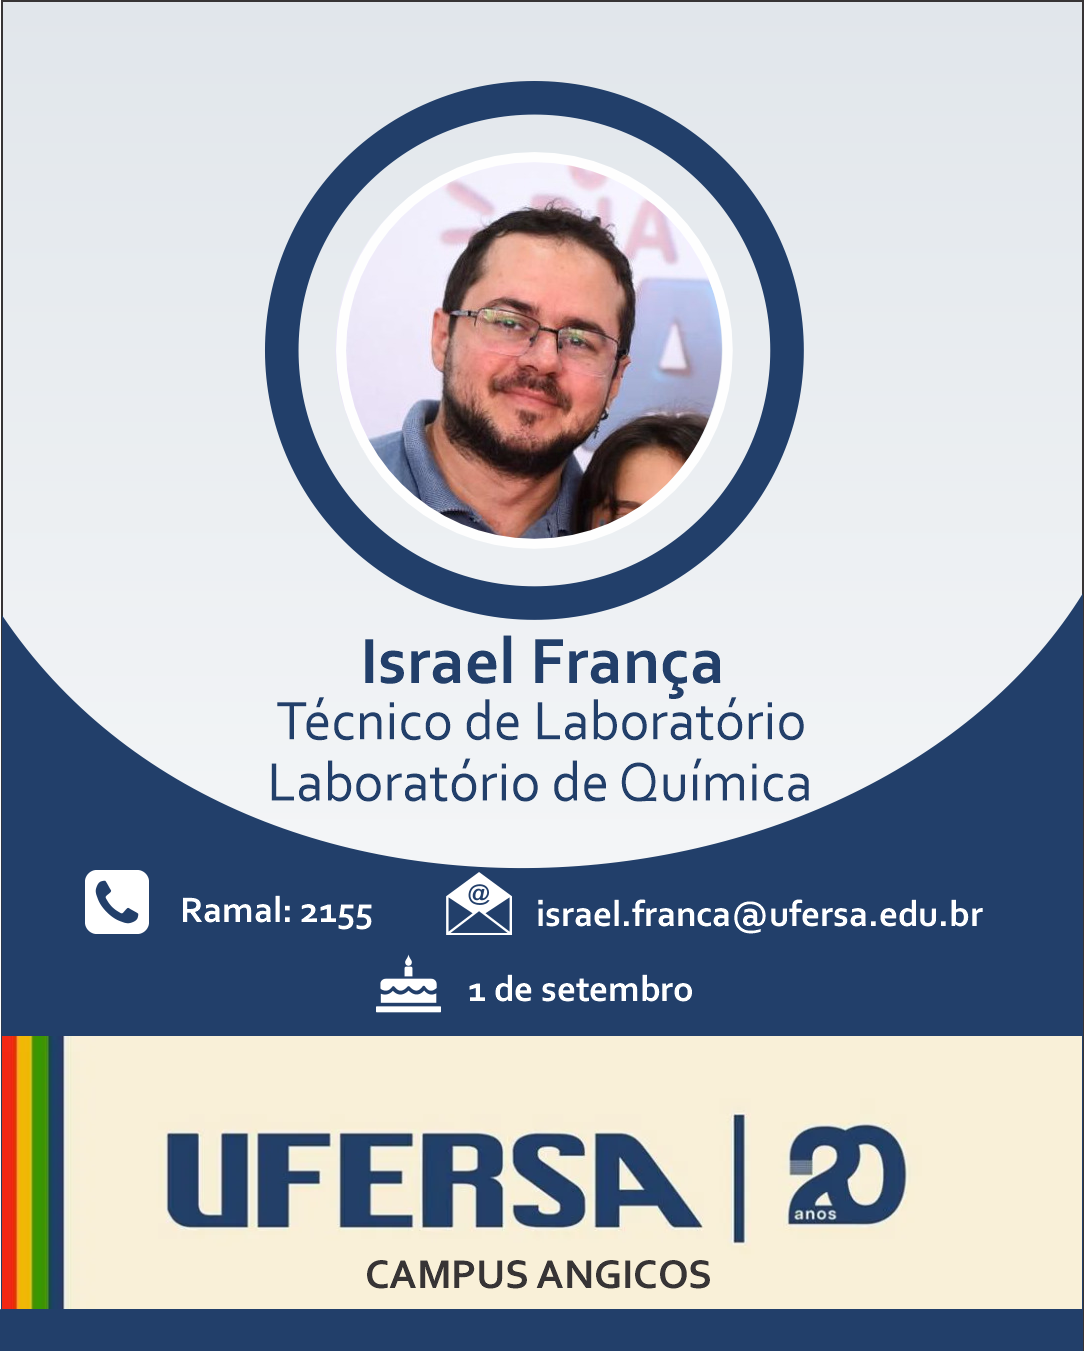 DIA
Israel França
Técnico de Laboratório
Laboratório de Química
Ramal: 2155
@
israel.franca@ufersa.edu.br
1 de setembro
UFERSA
20
anos
CAMPUS ANGICOS